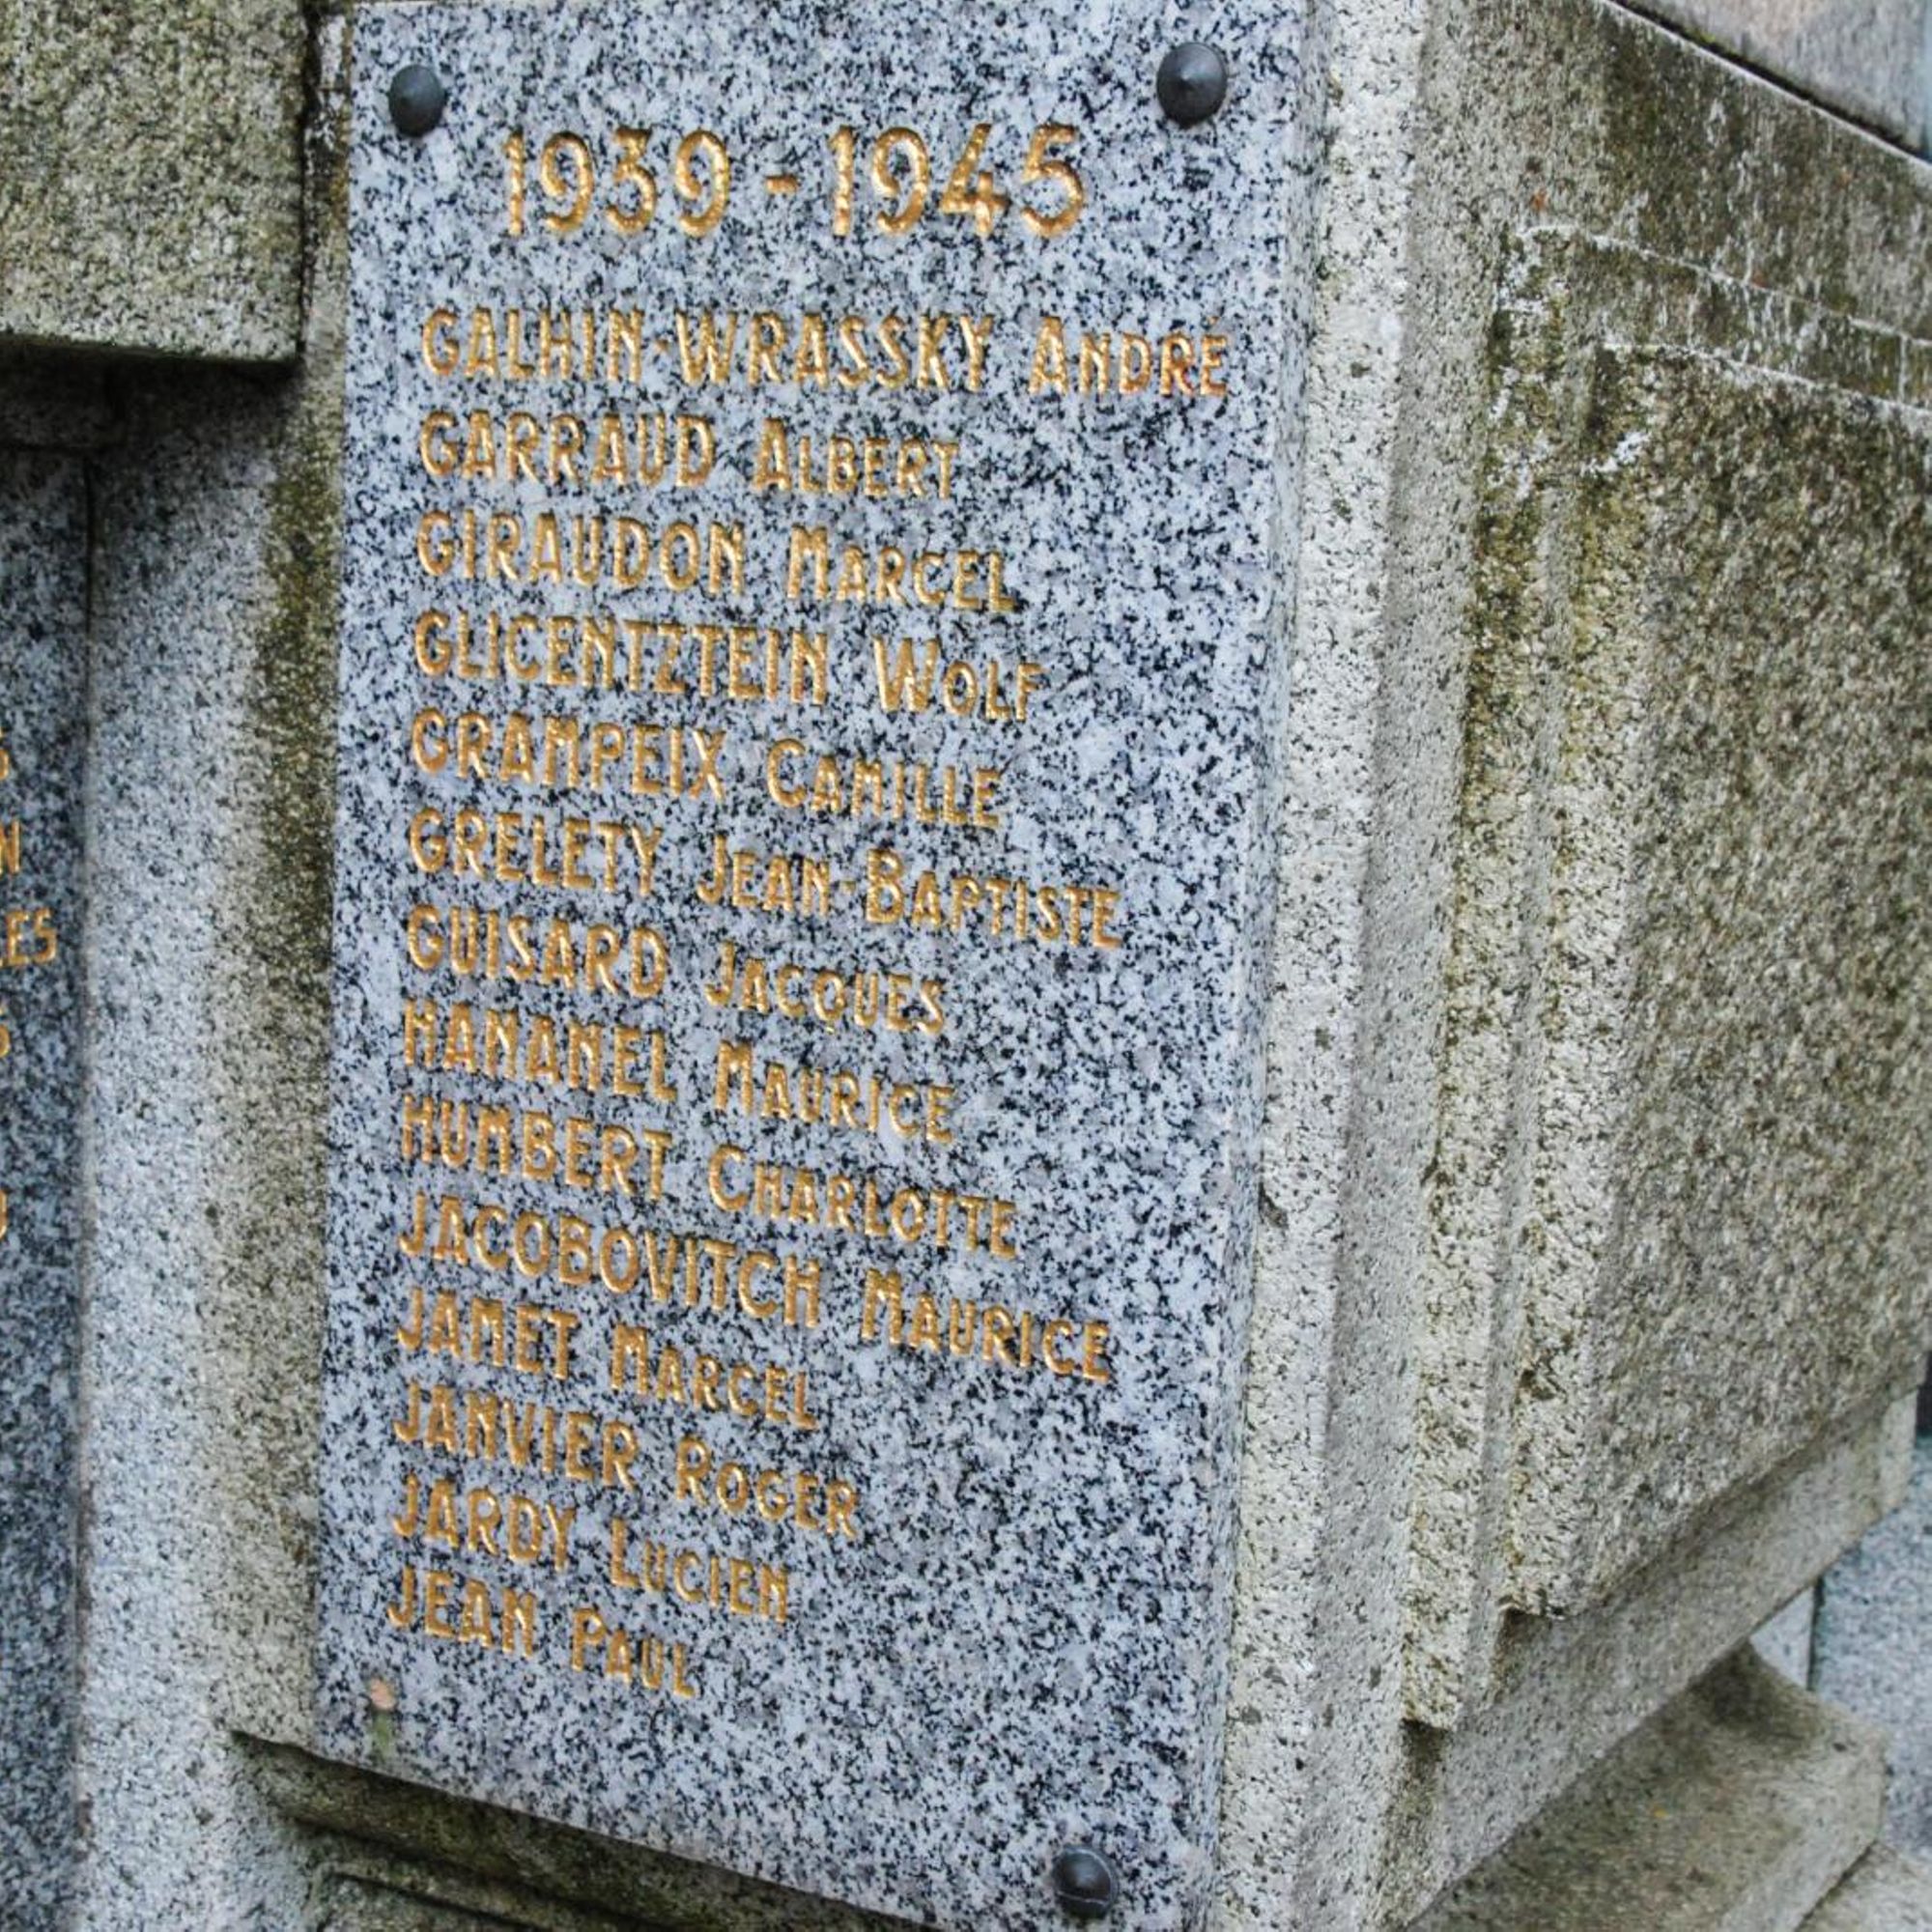 1939-1945
GALHIN-WRASSKY ANDRÉ
GARRAUD ALBERT
GIRAUDON MARCEL
GLICENTZTEIN WOLF
GRAMPEIX CAMILLE
GRELETY JEAN-BAPTISTE
GUISARD JACQUES
HANANEL MAURICE
HUMBERT CHARLOTTE
JACOBOVITCH MAURICE
JAMET MARCEL
JANVIER ROGER
JARDY LUCIEN
JEAN PAUL